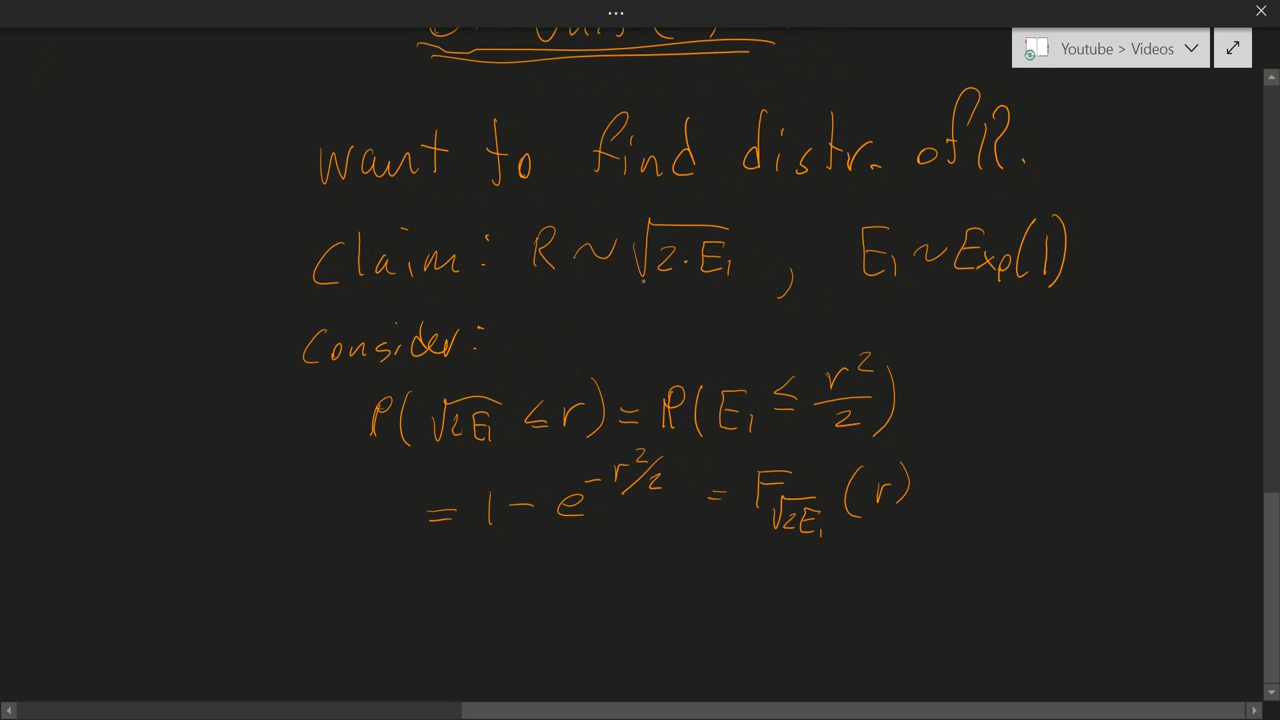 ...
Youtube > Videos
want to find distr. of R.
Claim: R ~ √2·E₁ , E₁ ~ Exp(1)
Consider:
P(√2E₁ ≤ r) = P(E₁ ≤ r²/2)
= 1 - e^(-r²/2) = F_√2E₁ (r)